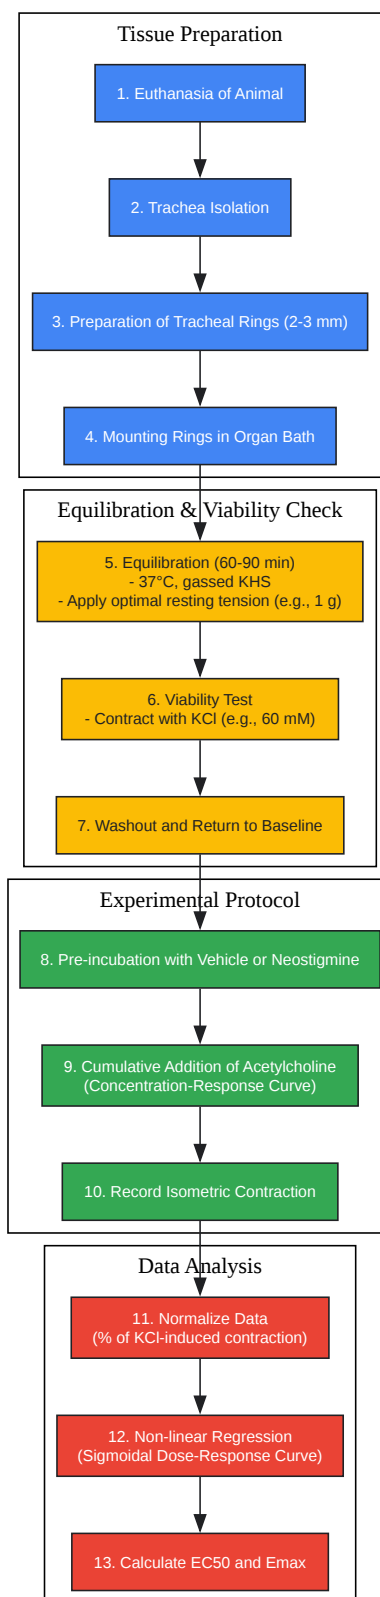 Tissue Preparation
1. Euthanasia of Animal
2. Trachea Isolation
3. Preparation of Tracheal Rings (2-3 mm)
4. Mounting Rings in Organ Bath
Equilibration & Viability Check
5. Equilibration (60-90 min)
- 37°C, gassed KHS
- Apply optimal resting tension (e.g., 1 g)
6. Viability Test
- Contract with KCl (e.g., 60 mM)
7. Washout and Return to Baseline
Experimental Protocol
8. Pre-incubation with Vehicle or Neostigmine
9. Cumulative Addition of Acetylcholine
(Concentration-Response Curve)
10. Record Isometric Contraction
Data Analysis
11. Normalize Data
(% of KCl-induced contraction)
12. Non-linear Regression
(Sigmoidal Dose-Response Curve)
13. Calculate EC50 and Emax